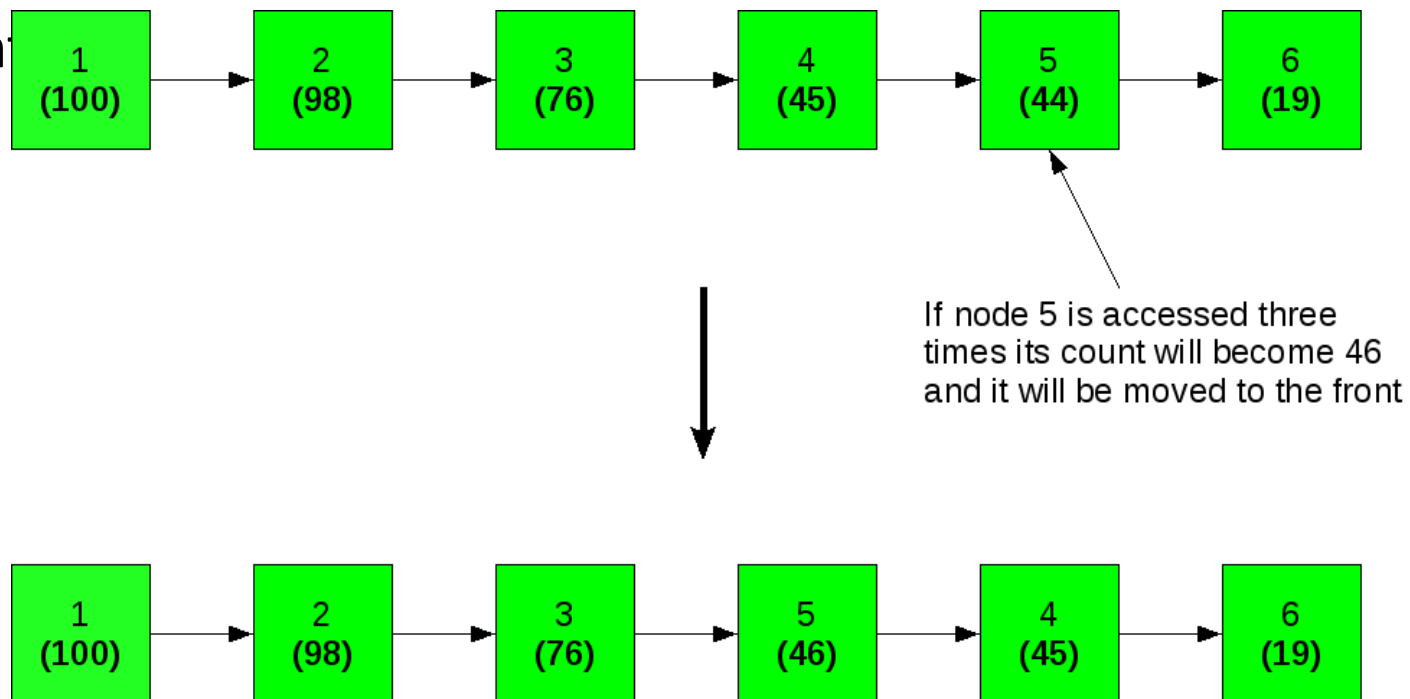 1 2 3 4 5 6
(100) (98) (76) (45) (44) (19)
If node 5 is accessed three
times its count will become 46
and it will be moved to the front
1 2 3 5 4 6
(100) (98) (76) (46) (45) (19)